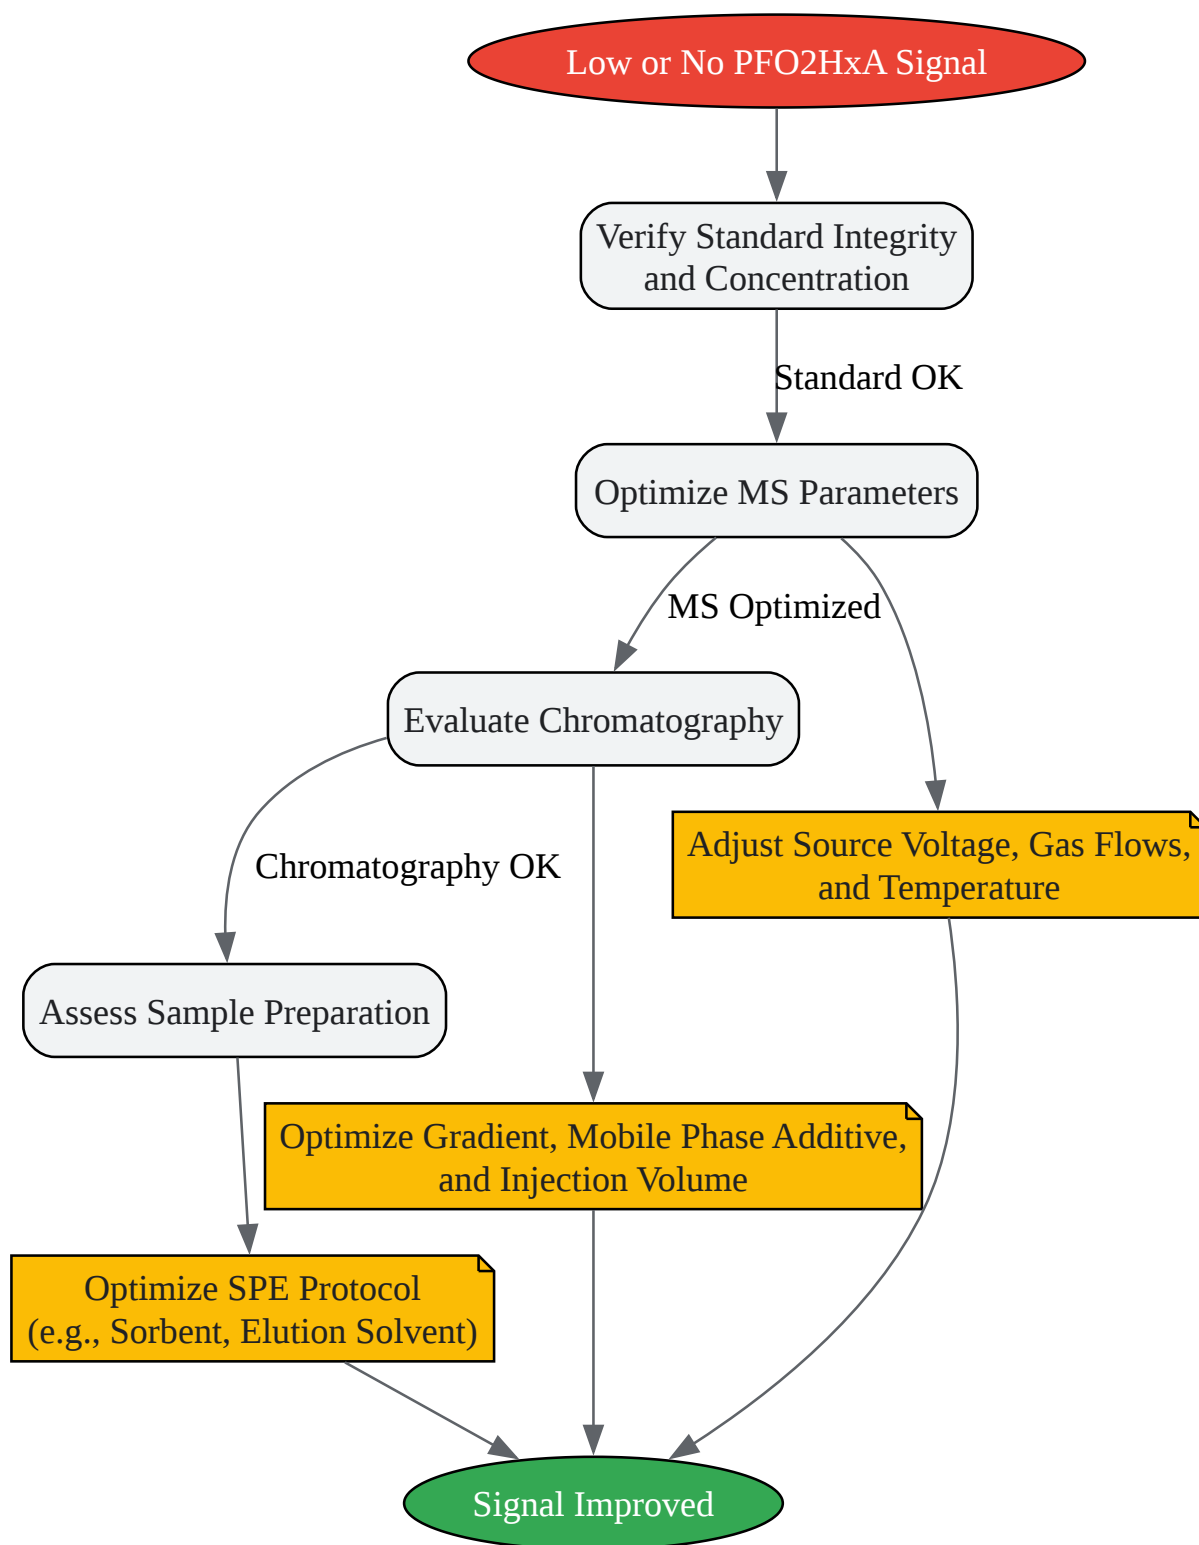 Low or No PFO2HxA Signal
Verify Standard Integrity
and Concentration
Standard OK
Optimize MS Parameters
MS Optimized
Evaluate Chromatography
Adjust Source Voltage, Gas Flows,
and Temperature
Chromatography OK
Assess Sample Preparation
Optimize Gradient, Mobile Phase Additive,
and Injection Volume
Optimize SPE Protocol
(e.g., Sorbent, Elution Solvent)
Signal Improved